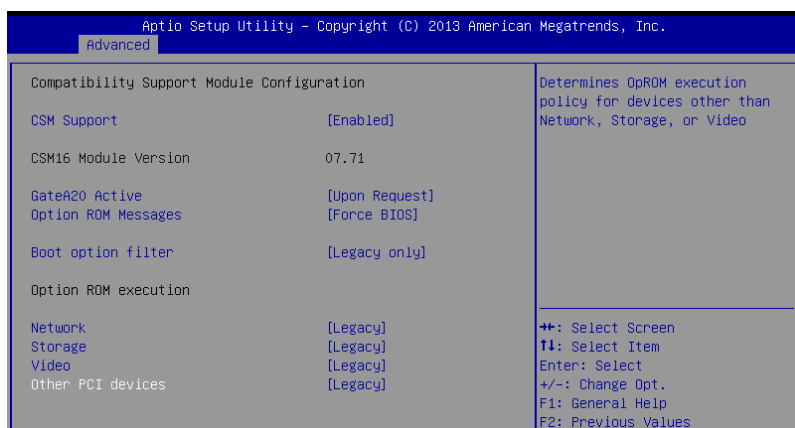 Aptio Setup Utility – Copyright (C) 2013 American Megatrends, Inc.
Advanced
Compatibility Support Module Configuration
CSM Support [Enabled]
CSM16 Module Version 07.71
GateA20 Active [Upon Request]
Option ROM Messages [Force BIOS]
Boot option filter [Legacy only]
Option ROM execution
Network [Legacy]
Storage [Legacy]
Video [Legacy]
Other PCI devices [Legacy]
Determines OpROM execution
policy for devices other than
Network, Storage, or Video
→←: Select Screen
↑↓: Select Item
Enter: Select
+/-: Change Opt.
F1: General Help
F2: Previous Values